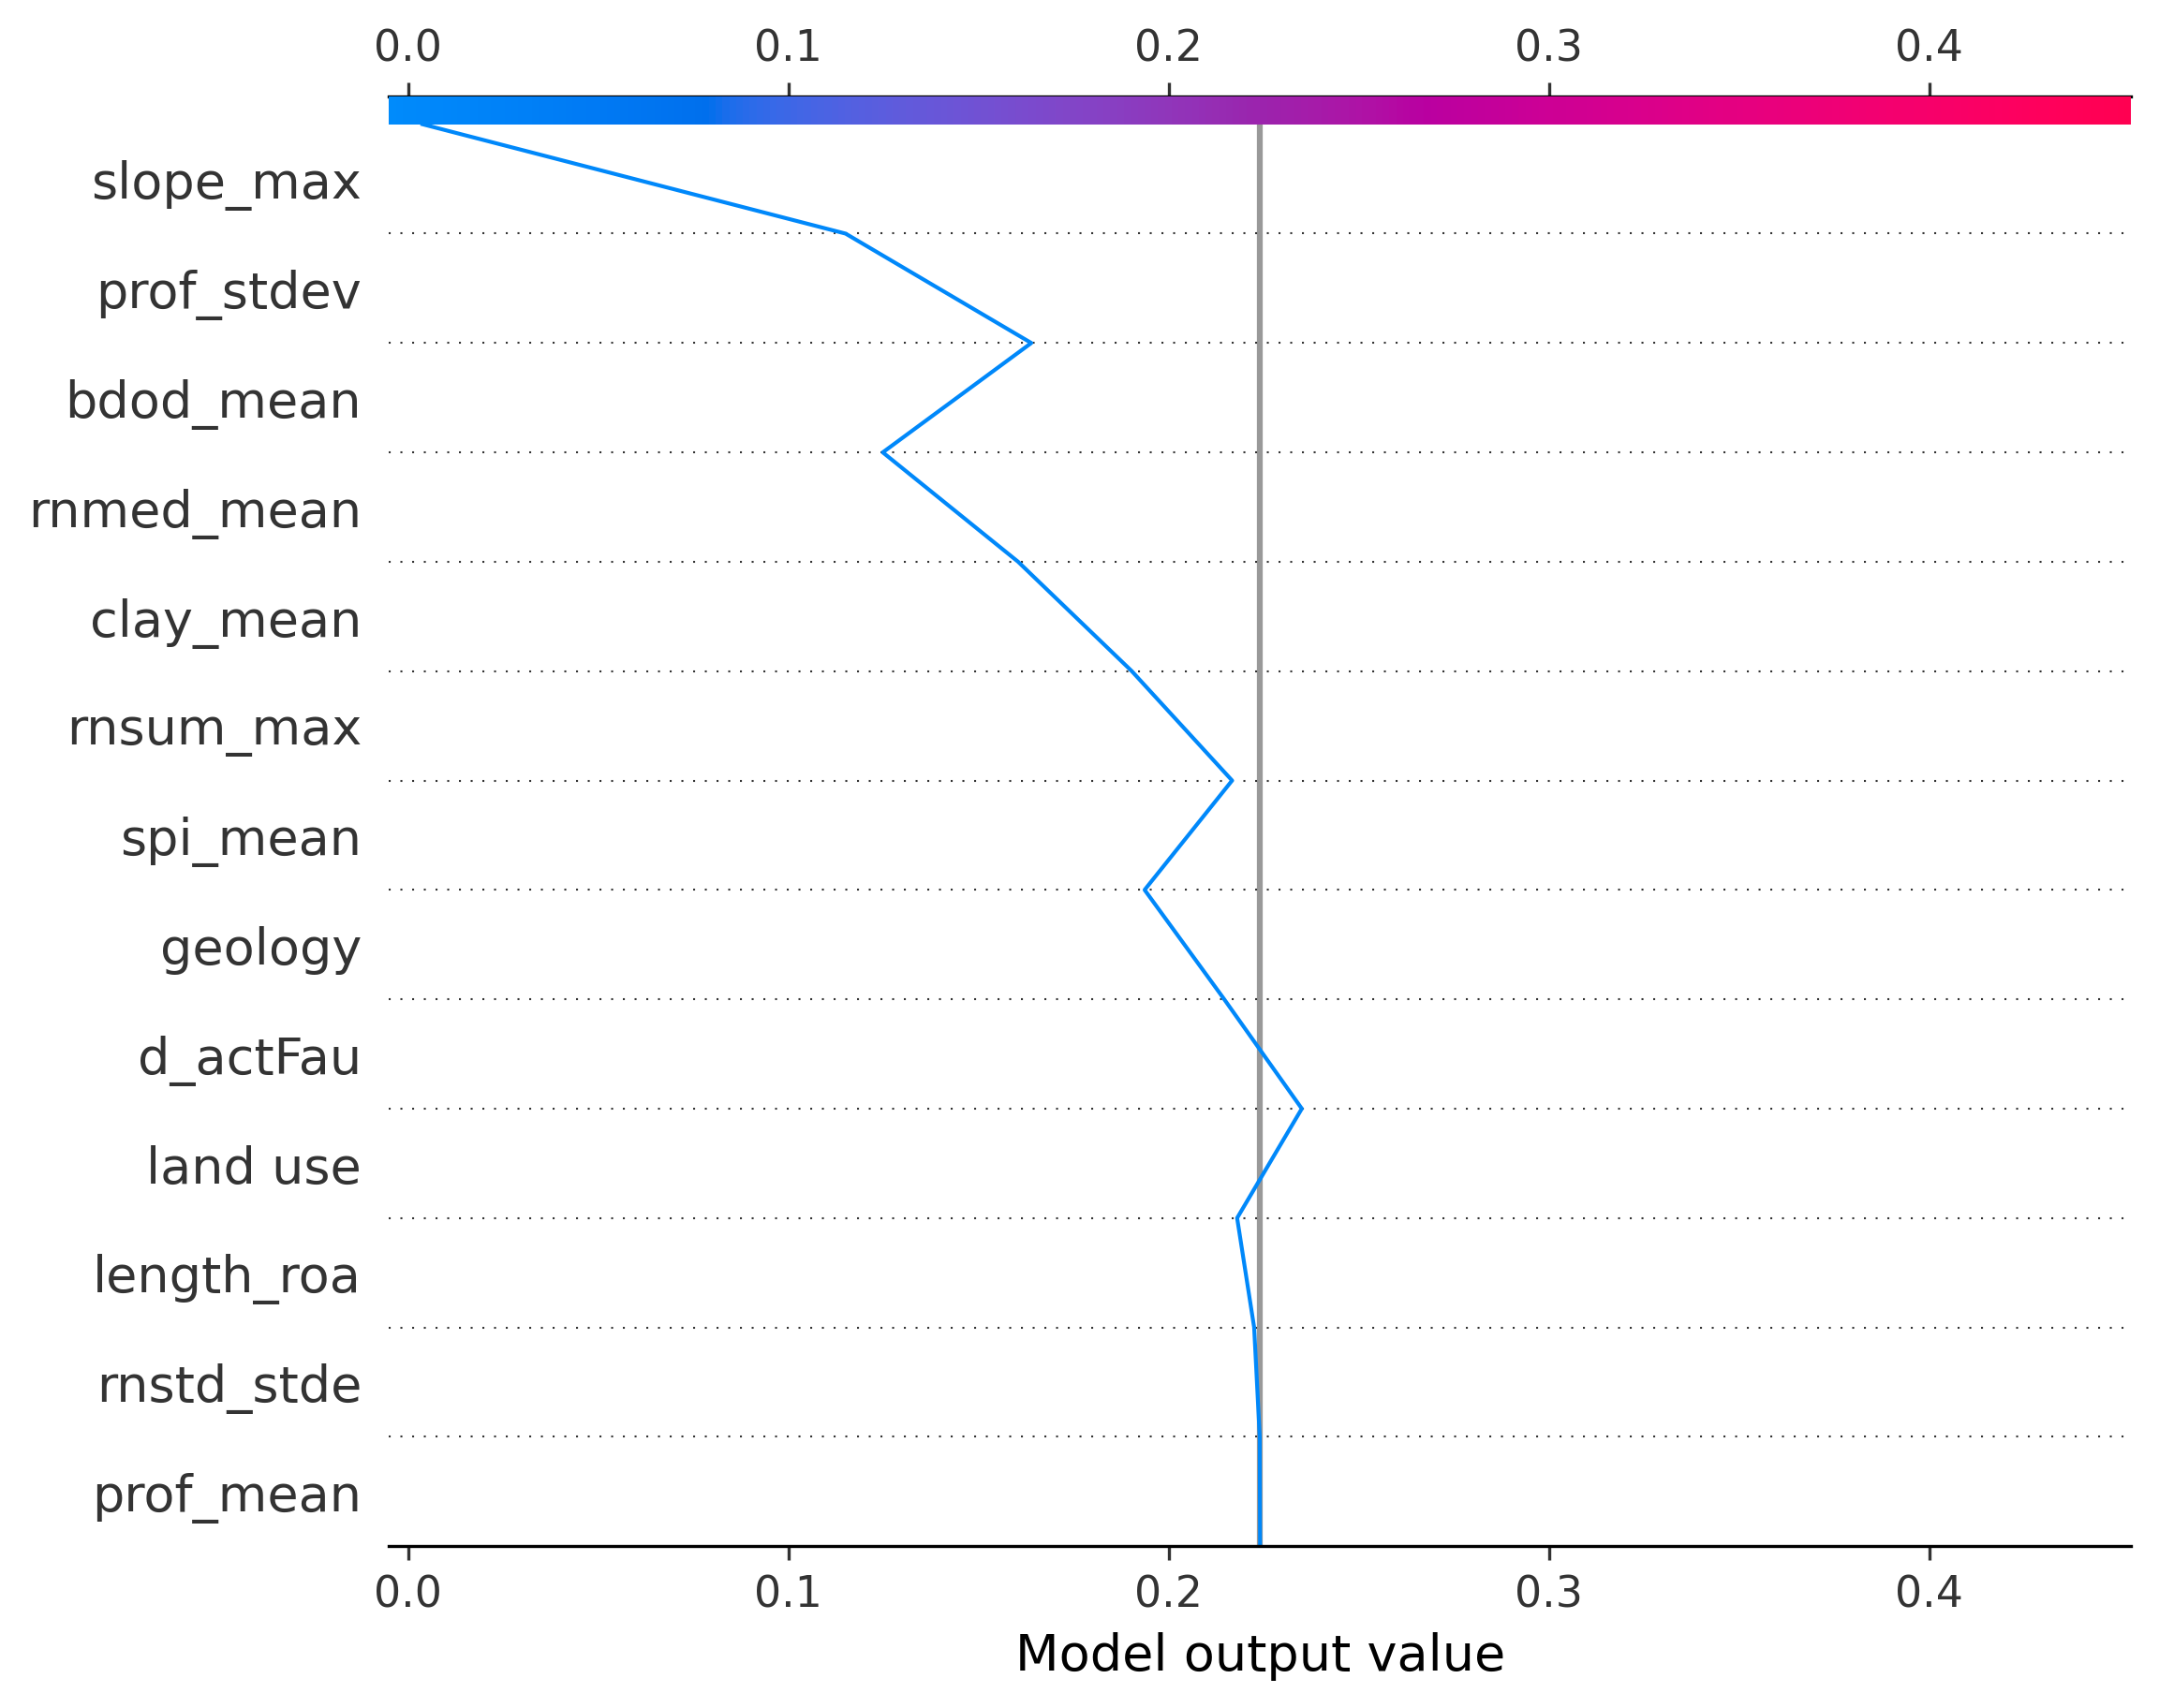 0.0 0.1 0.2 0.3 0.4
slope_max
prof_stdev
bdod_mean
rnmed_mean
clay_mean
rnsum_max
spi_mean
geology
d_actFau
land use
length_roa
rnstd_stde
prof_mean
0.0 0.1 0.2 0.3 0.4
Model output value